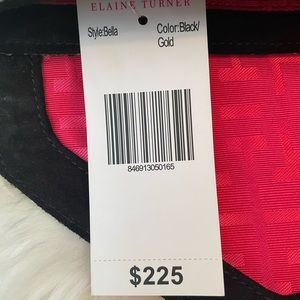 ELAINE TURNER
Style:Bella Color:Black/
Gold
846913050165
$225